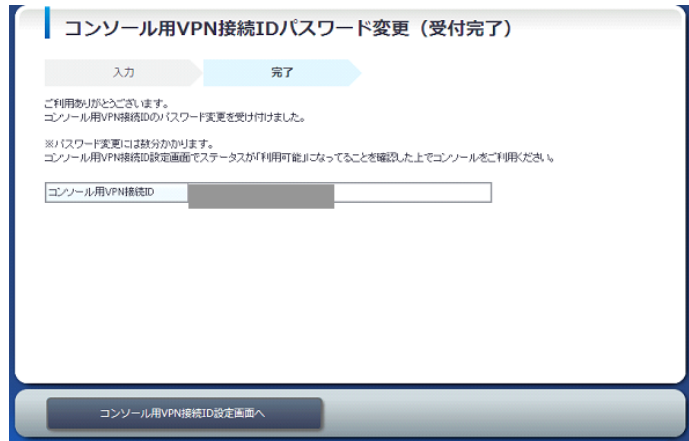 コンソール用VPN接続IDパスワード変更（受付完了）
入力
完了
ご利用ありがとうございます。
コンソール用VPN接続IDのパスワード変更を受け付けました。
※パスワード変更には数分かかります。
コンソール用VPN接続ID設定画面でステータスが「利用可能」になってることを確認した上でコンソールをご利用ください。
コンソール用VPN接続ID
コンソール用VPN接続ID設定画面へ